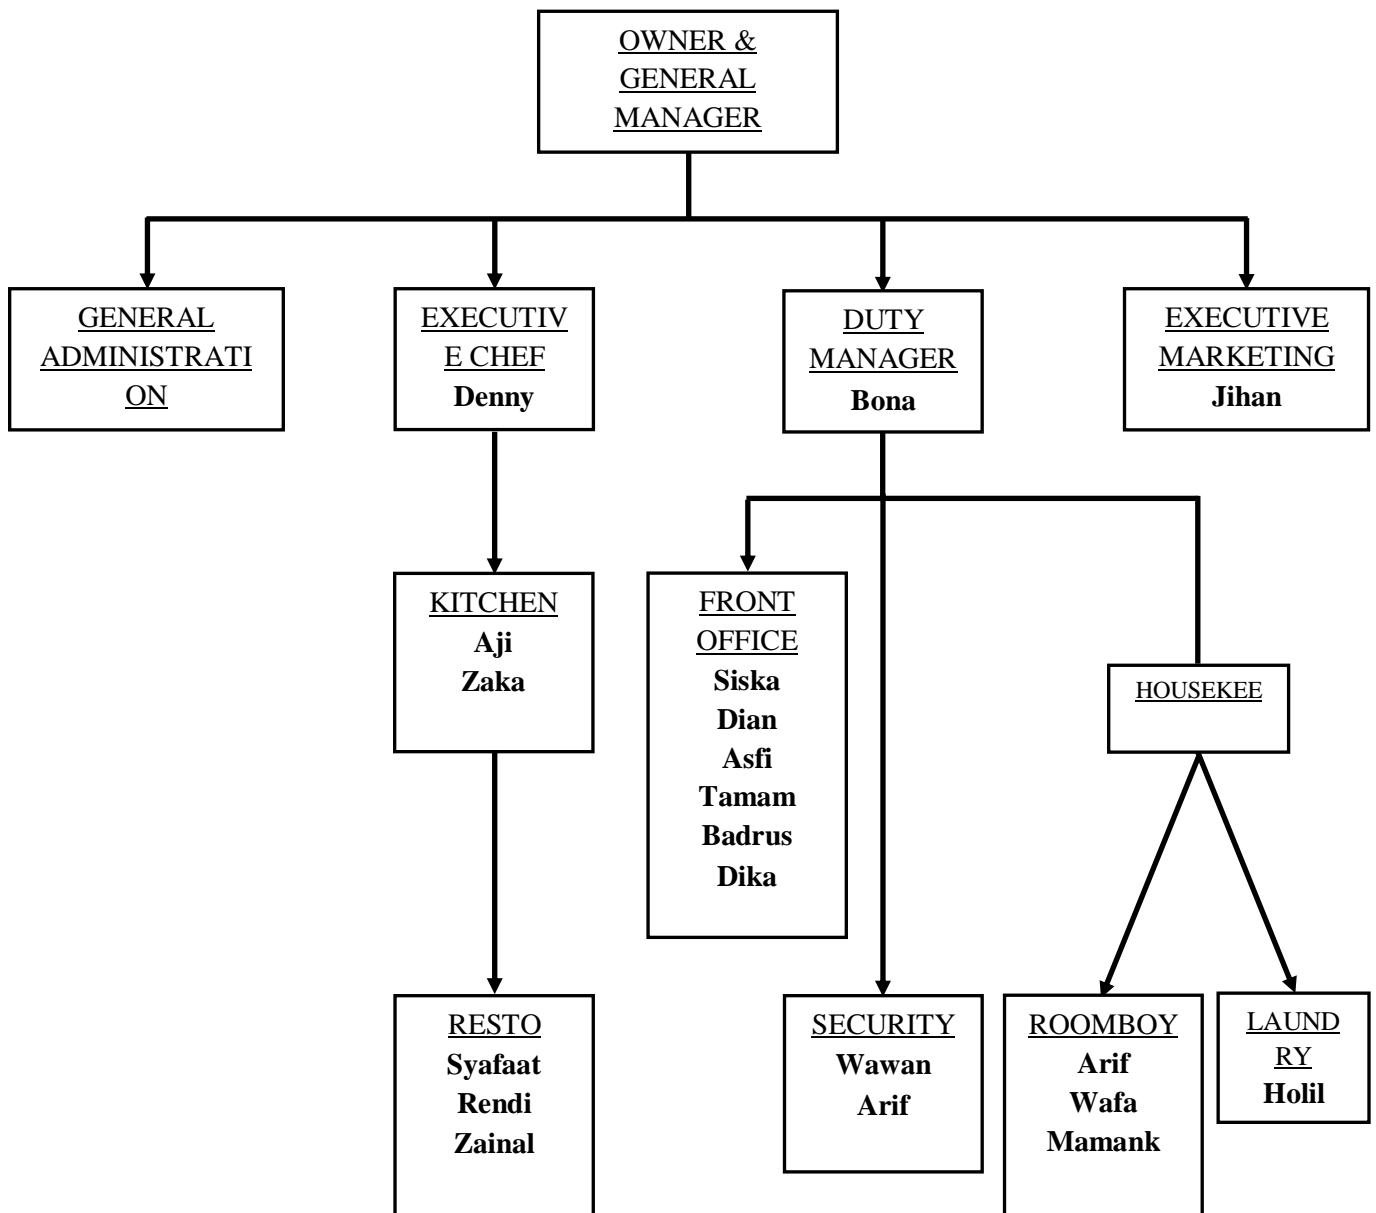 OWNER &
GENERAL
MANAGER
GENERAL
ADMINISTRATI
ON
EXECUTIV
E CHEF
Denny
DUTY
MANAGER
Bona
EXECUTIVE
MARKETING
Jihan
KITCHEN
Aji
Zaka
FRONT
OFFICE
Siska
Dian
Asfi
Tamam
Badrus
Dika
HOUSEKEE
RESTO
Syafaat
Rendi
Zainal
SECURITY
Wawan
Arif
ROOMBOY
Arif
Wafa
Mamank
LAUND
RY
Holil